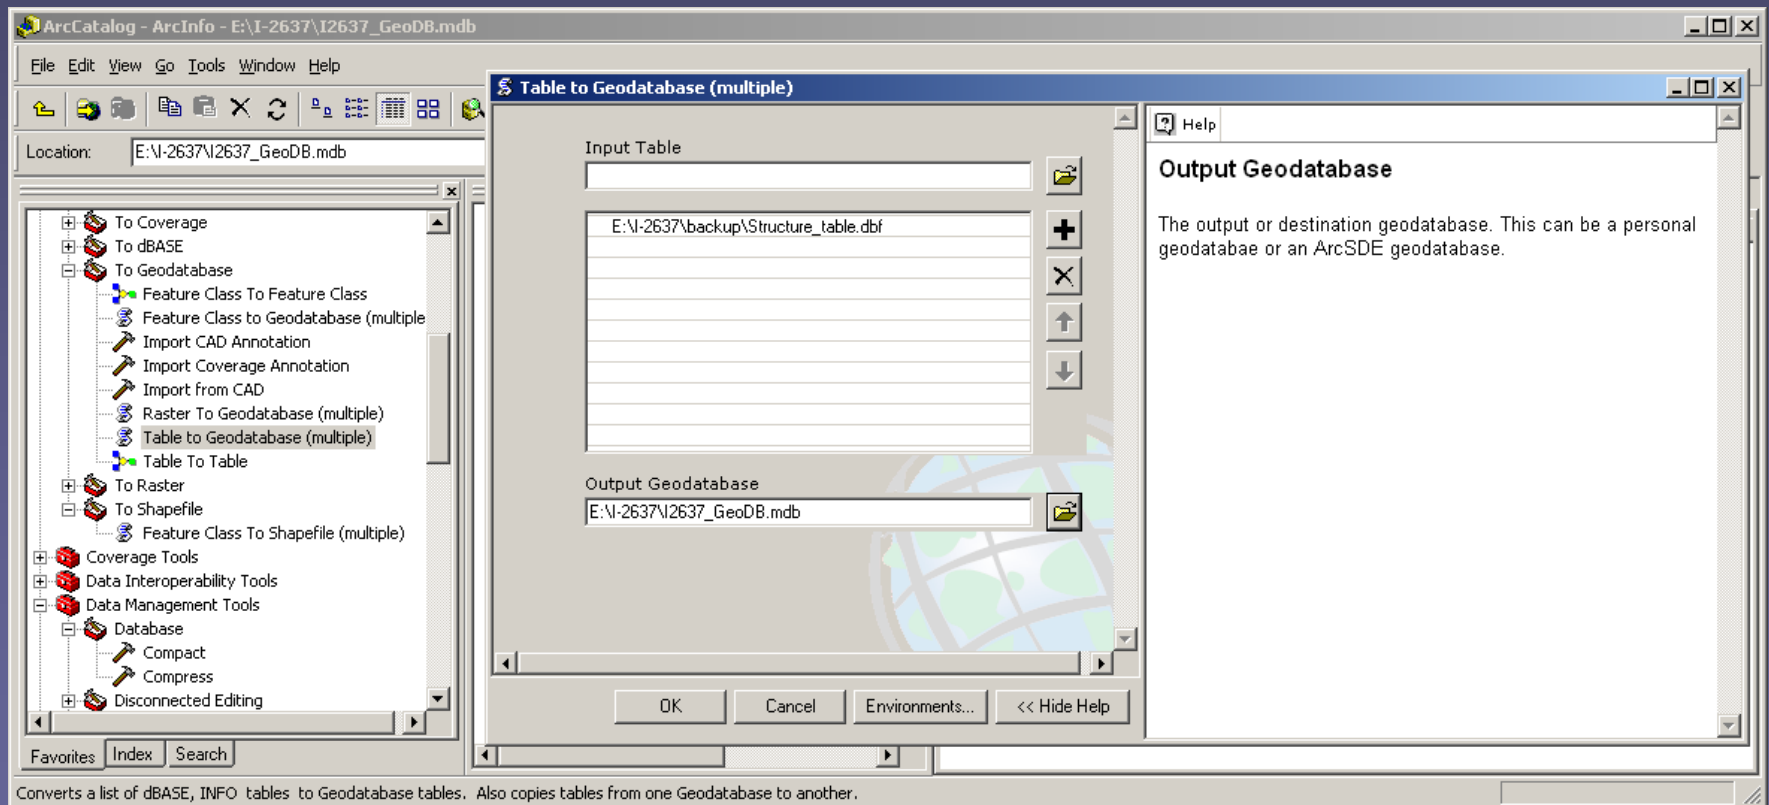 ArcCatalog - ArcInfo - E:\I-2637\I2637_GeoDB.mdb
File Edit View Go Tools Window Help
Location: E:\I-2637\I2637_GeoDB.mdb
To Coverage
To dBASE
To Geodatabase
Feature Class To Feature Class
Feature Class to Geodatabase (multiple
Import CAD Annotation
Import Coverage Annotation
Import from CAD
Raster To Geodatabase (multiple)
Table to Geodatabase (multiple)
Table To Table
To Raster
To Shapefile
Feature Class To Shapefile (multiple)
Coverage Tools
Data Interoperability Tools
Data Management Tools
Database
Compact
Compress
Disconnected Editing
Favorites Index Search
Table to Geodatabase (multiple)
Input Table
E:\I-2637\backup\Structure_table.dbf
Output Geodatabase
E:\I-2637\I2637_GeoDB.mdb
OK Cancel Environments... << Hide Help
Help
Output Geodatabase
The output or destination geodatabase. This can be a personal
geodatabae or an ArcSDE geodatabase.
Converts a list of dBASE, INFO tables to Geodatabase tables. Also copies tables from one Geodatabase to another.